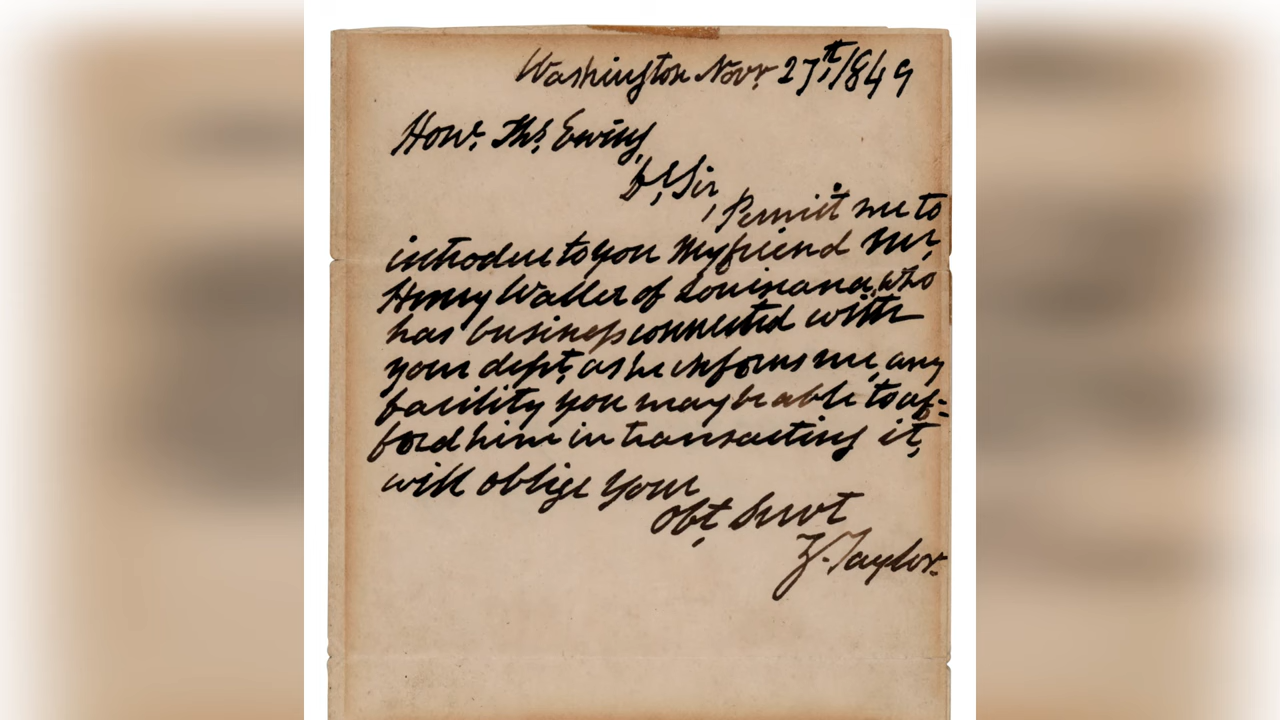 Washington Novr 27th, 1849
Honr. Ths. Ewing,
Dr, Sir,
Permit me to
introduce to you my friend Mr,
Henry Waller of Louisiana, who
has business connected with
your dept, as he informs me, any
facility you may be able to af-
ford him in transacting it,
will oblige your
Obt, Servt
Z. Taylor.